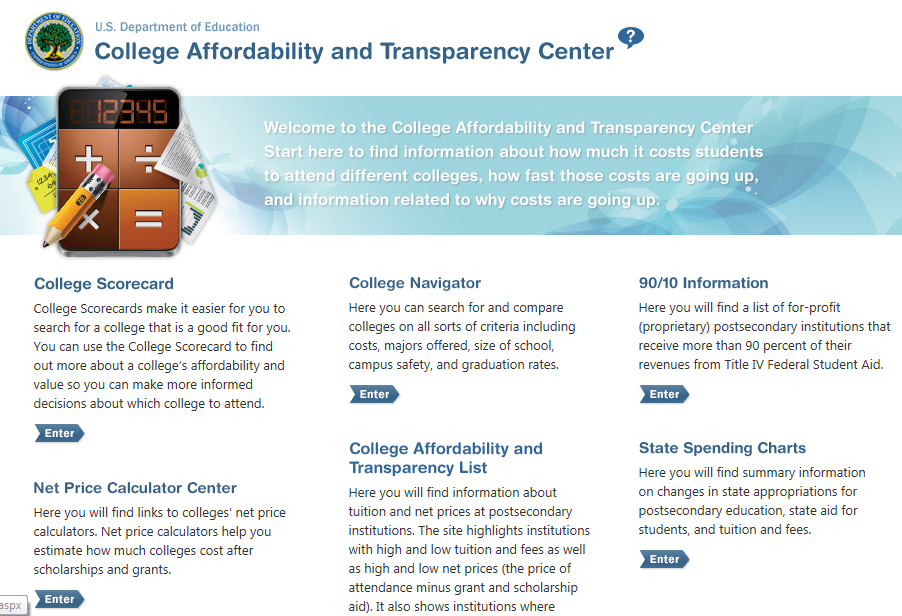 U.S. Department of Education
College Affordability and Transparency Center
?
12345
Welcome to the College Affordability and Transparency Center
Start here to find information about how much it costs students
to attend different colleges, how fast those costs are going up,
and information related to why costs are going up.
College Scorecard
College Scorecards make it easier for you to
search for a college that is a good fit for you.
You can use the College Scorecard to find
out more about a college's affordability and
value so you can make more informed
decisions about which college to attend.
Enter
Net Price Calculator Center
Here you will find links to colleges' net price
calculators. Net price calculators help you
estimate how much colleges cost after
scholarships and grants.
Enter
aspx
College Navigator
Here you can search for and compare
colleges on all sorts of criteria including
costs, majors offered, size of school,
campus safety, and graduation rates.
Enter
College Affordability and
Transparency List
Here you will find information about
tuition and net prices at postsecondary
institutions. The site highlights institutions
with high and low tuition and fees as well
as high and low net prices (the price of
attendance minus grant and scholarship
aid). It also shows institutions where
90/10 Information
Here you will find a list of for-profit
(proprietary) postsecondary institutions that
receive more than 90 percent of their
revenues from Title IV Federal Student Aid.
Enter
State Spending Charts
Here you will find summary information
on changes in state appropriations for
postsecondary education, state aid for
students, and tuition and fees.
Enter